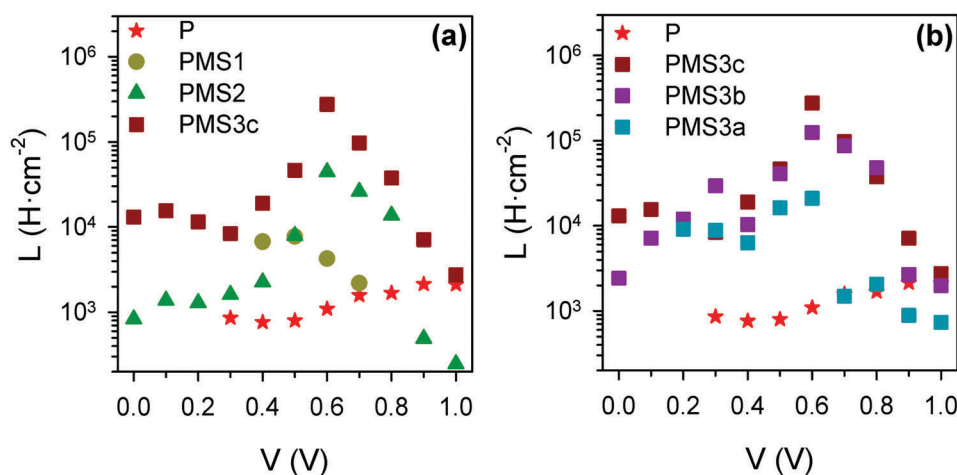 (a)
P
PMS1
PMS2
PMS3c
10⁶
10⁵
10⁴
10³
L (H·cm⁻²)
0.0 0.2 0.4 0.6 0.8 1.0
V (V)
(b)
P
PMS3c
PMS3b
PMS3a
10⁶
10⁵
10⁴
10³
L (H·cm⁻²)
0.0 0.2 0.4 0.6 0.8 1.0
V (V)